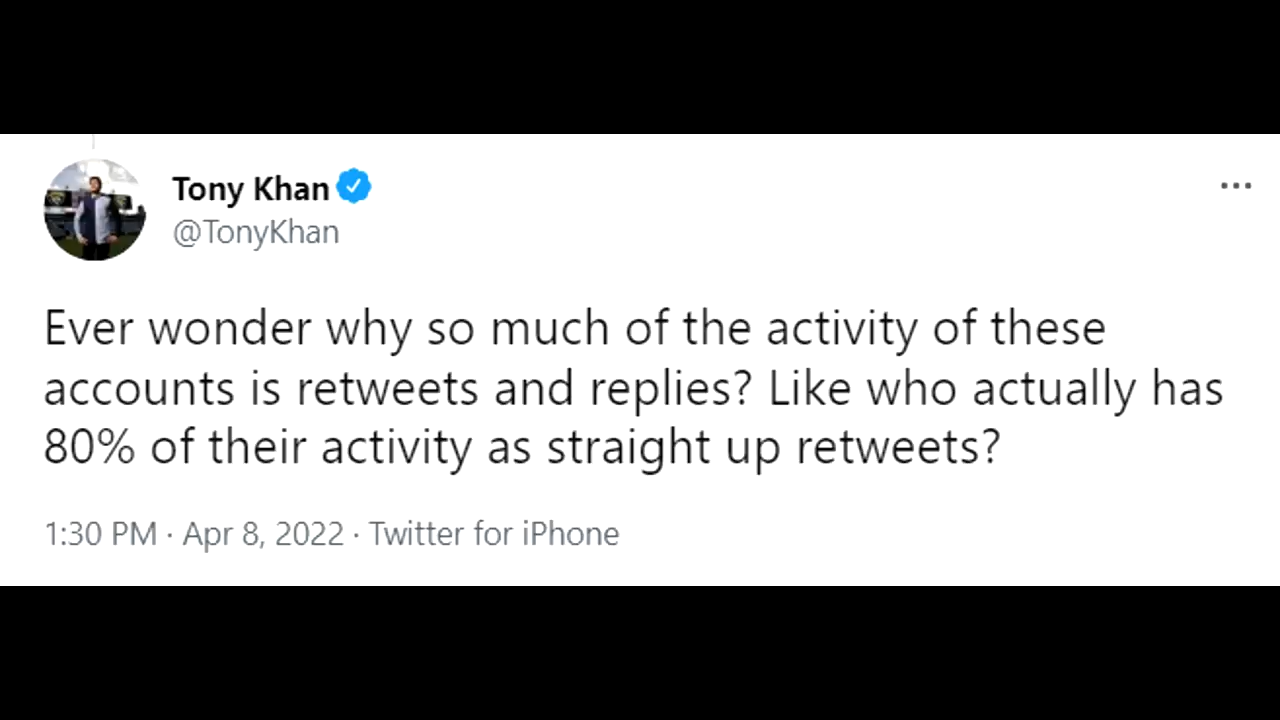 Tony Khan
@TonyKhan
Ever wonder why so much of the activity of these
accounts is retweets and replies? Like who actually has
80% of their activity as straight up retweets?
1:30 PM · Apr 8, 2022 · Twitter for iPhone